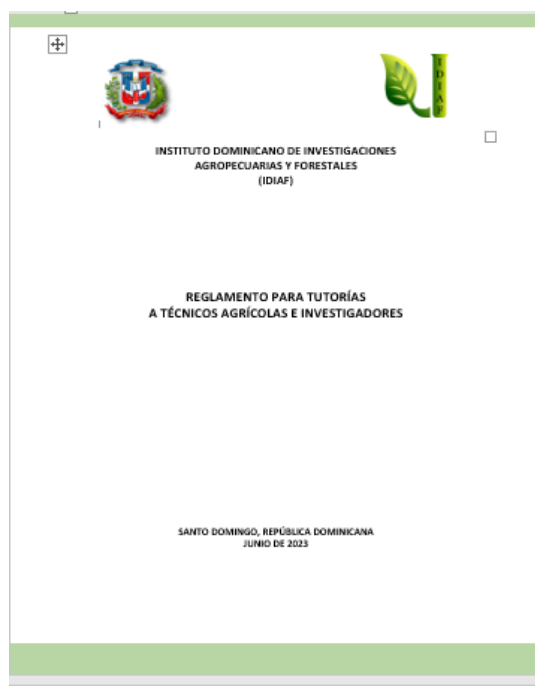 IDIAF
INSTITUTO DOMINICANO DE INVESTIGACIONES
AGROPECUARIAS Y FORESTALES
(IDIAF)
REGLAMENTO PARA TUTORÍAS
A TÉCNICOS AGRÍCOLAS E INVESTIGADORES
SANTO DOMINGO, REPÚBLICA DOMINICANA
JUNIO DE 2023